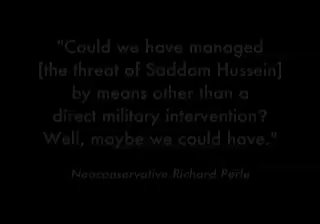 "Could we have managed
[the threat of Saddam Hussein]
by means other than a
direct military intervention?
Well, maybe we could have."
Neoconservative Richard Perle